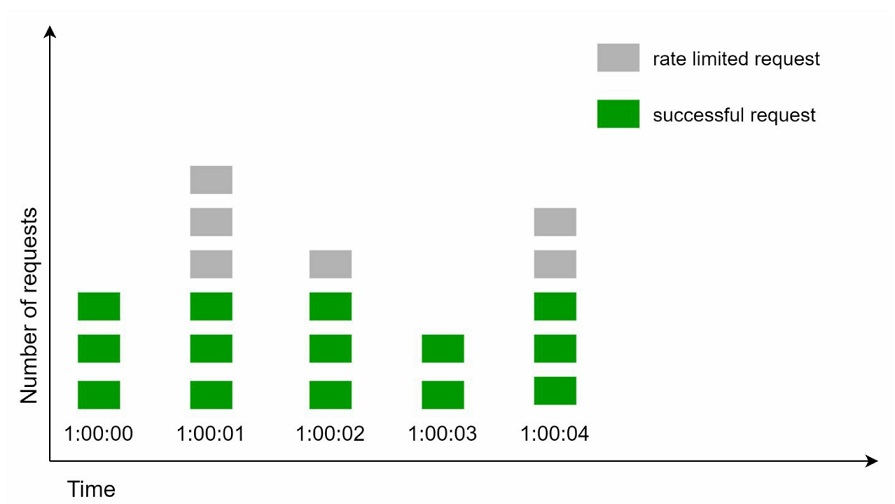 rate limited request
successful request
Number of requests
1:00:00 1:00:01 1:00:02 1:00:03 1:00:04
Time